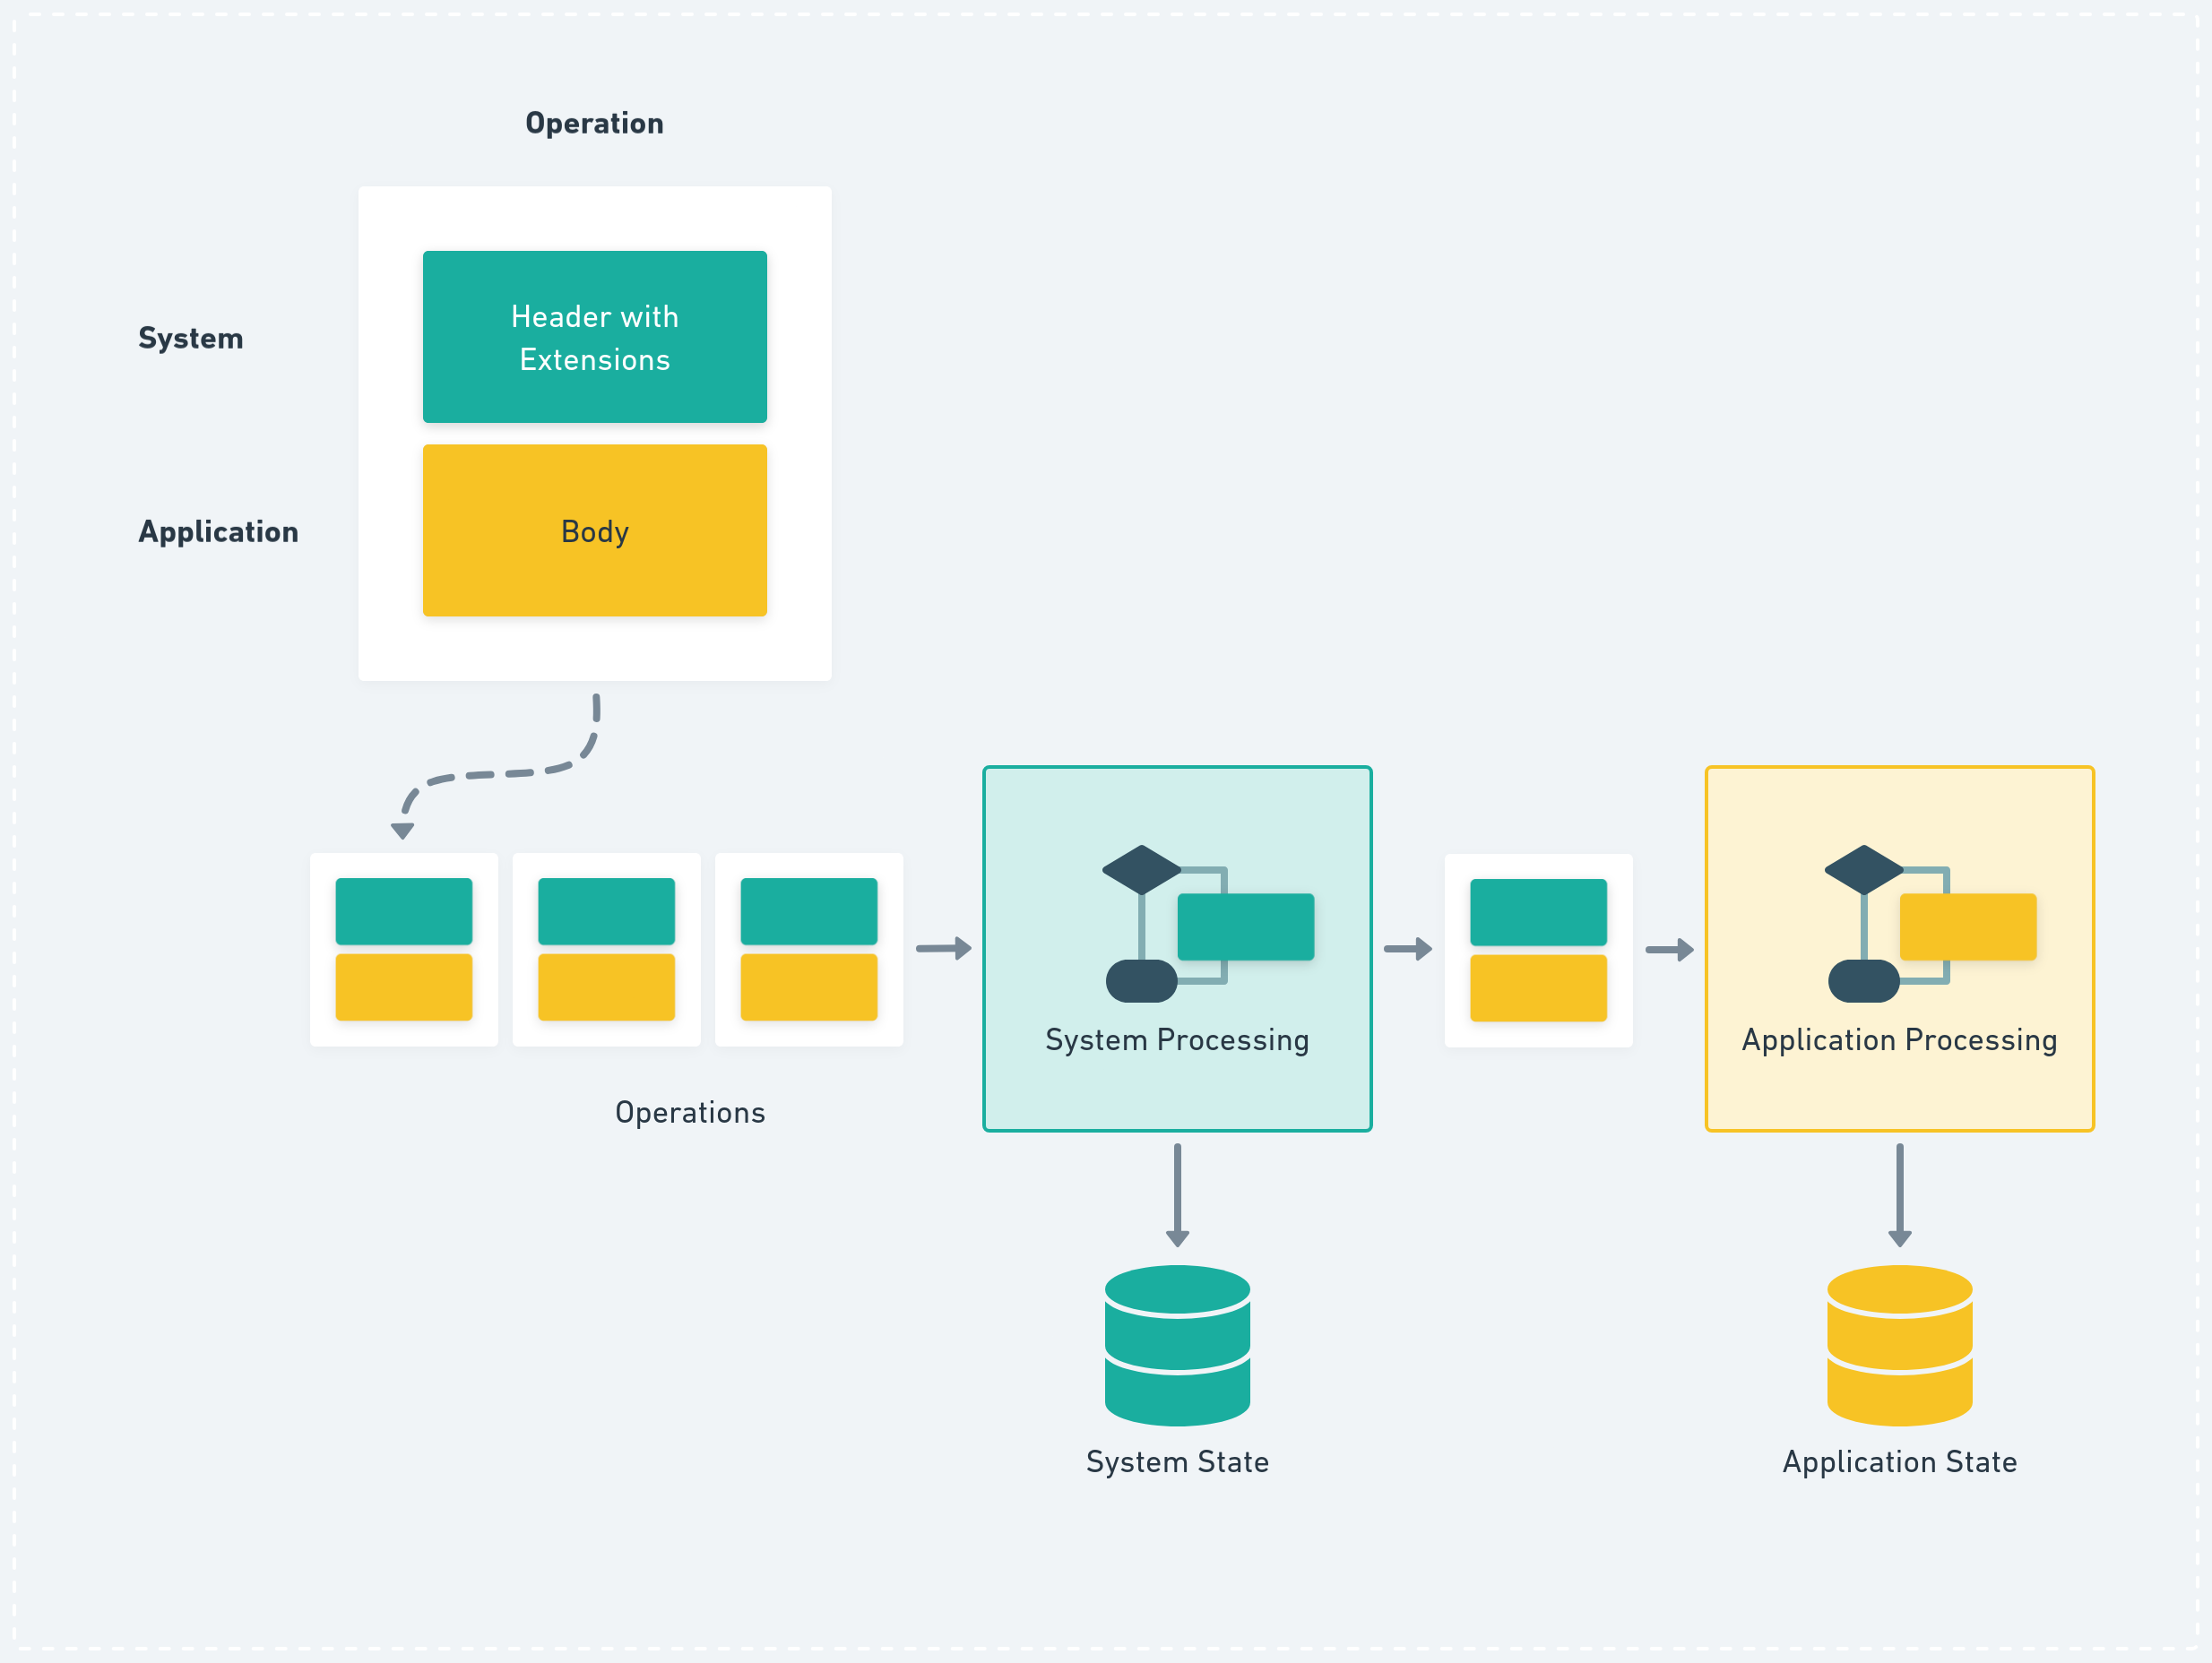 Operation
System
Header with
Extensions
Application
Body
Operations
System Processing
Application Processing
System State
Application State